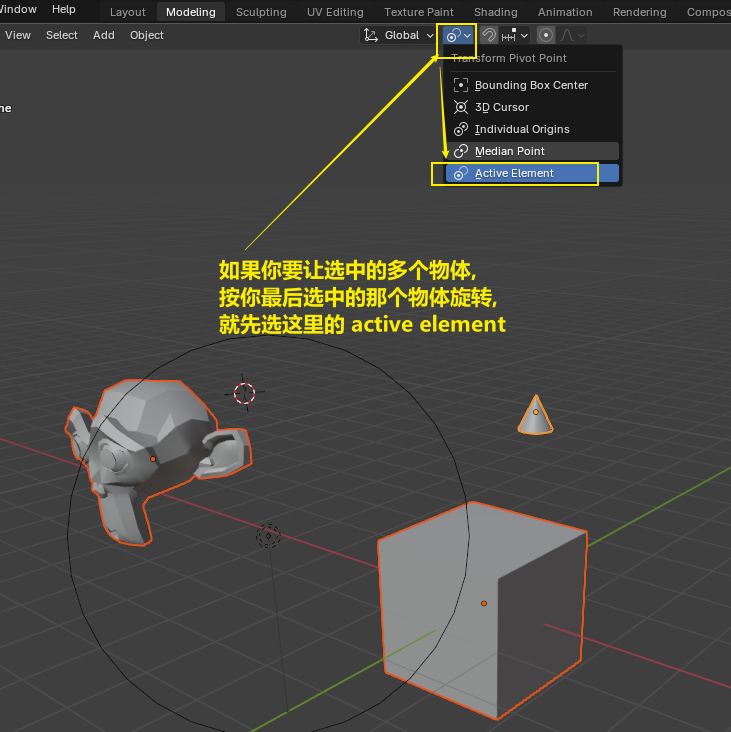 Help
Layout Modeling Sculpting UV Editing Texture Paint Shading Animation Rendering
View Select Add Object Global
Transform Pivot Point
Bounding Box Center
3D Cursor
Individual Origins
Median Point
Active Element
如果你要让选中的多个物体,
按你最后选中的那个物体旋转,
就先选这里的 active element